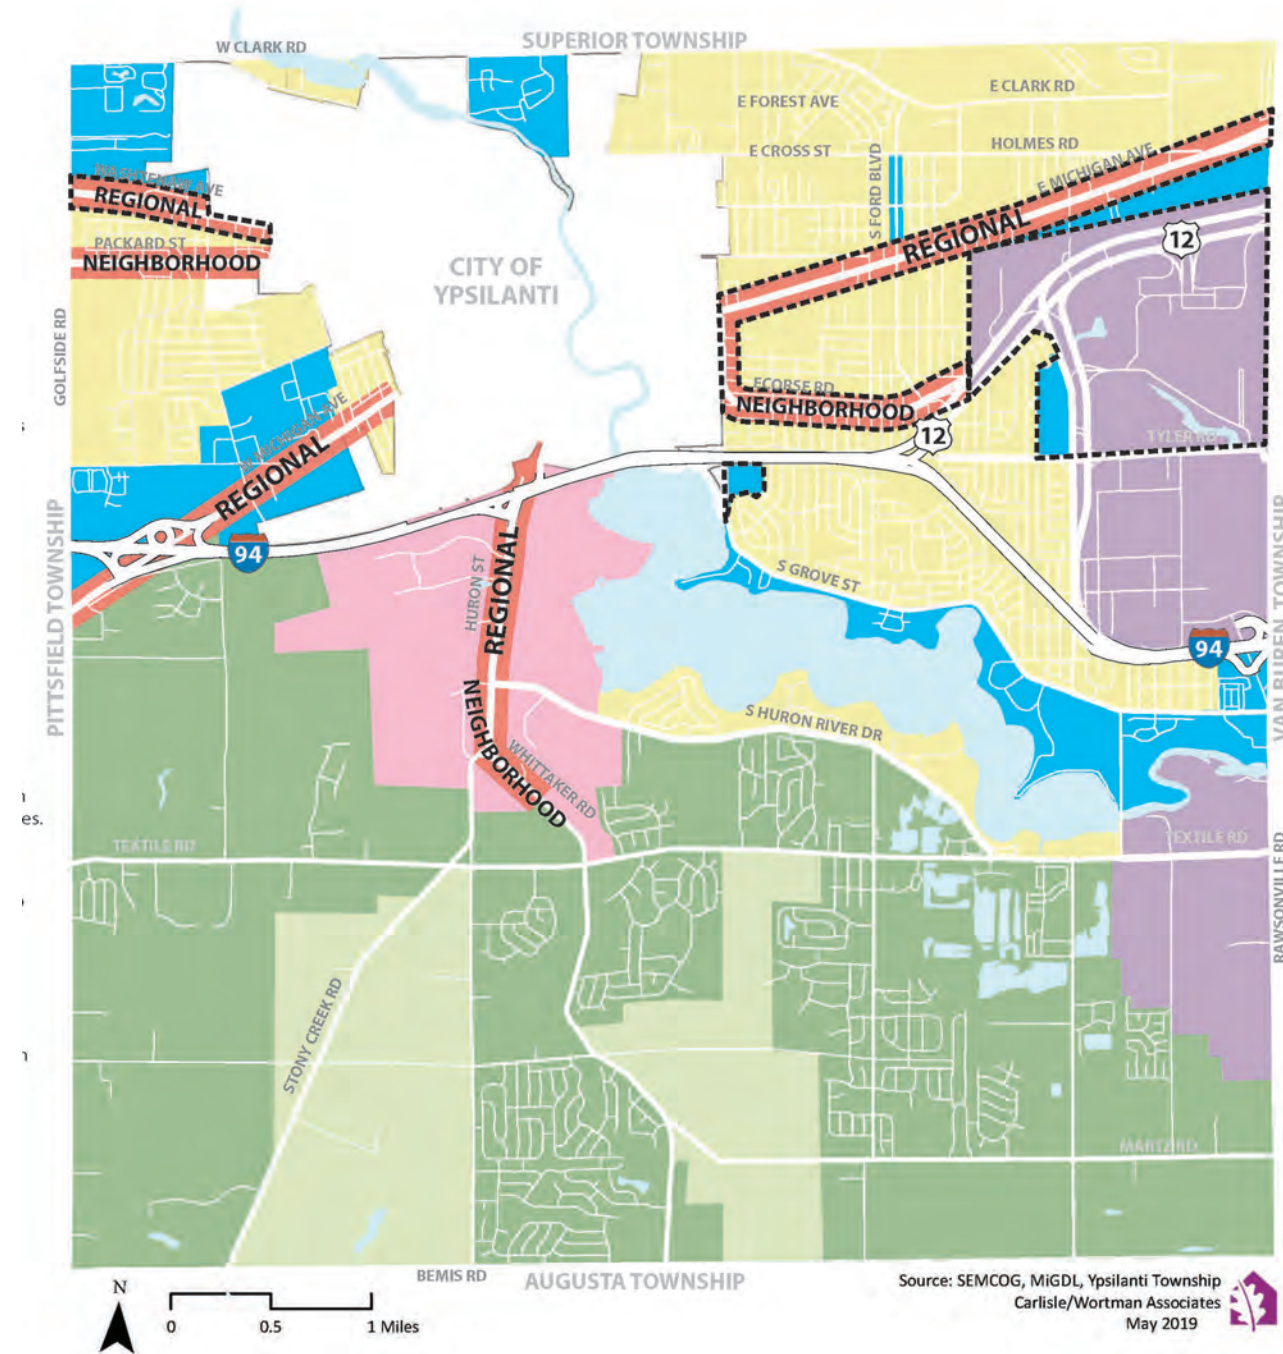 W CLARK RD
SUPERIOR TOWNSHIP
E CLARK RD
E FOREST AVE
E CROSS ST
HOLMES RD
S FORD BLVD
E MICHIGAN AVE
WASHTENAW AVE
REGIONAL
PACKARD ST
NEIGHBORHOOD
CITY OF
YPSILANTI
REGIONAL
12
GOLFSIDE RD
ECORSE RD
NEIGHBORHOOD
12
TYLER RD
s
W MICHIGAN AVE
REGIONAL
PITTSFIELD TOWNSHIP
94
HURON ST
REGIONAL
S GROVE ST
VAN BUREN TOWNSHIP
94
NEIGHBORHOOD
WHITTAKER RD
S HURON RIVER DR
es.
TEXTILE RD
TEXTILE RD
RAWSONVILLE RD
STONY CREEK RD
MARTZ RD
BEMIS RD
AUGUSTA TOWNSHIP
N
0 0.5 1 Miles
Source: SEMCOG, MiGDL, Ypsilanti Township
Carlisle/Wortman Associates
May 2019